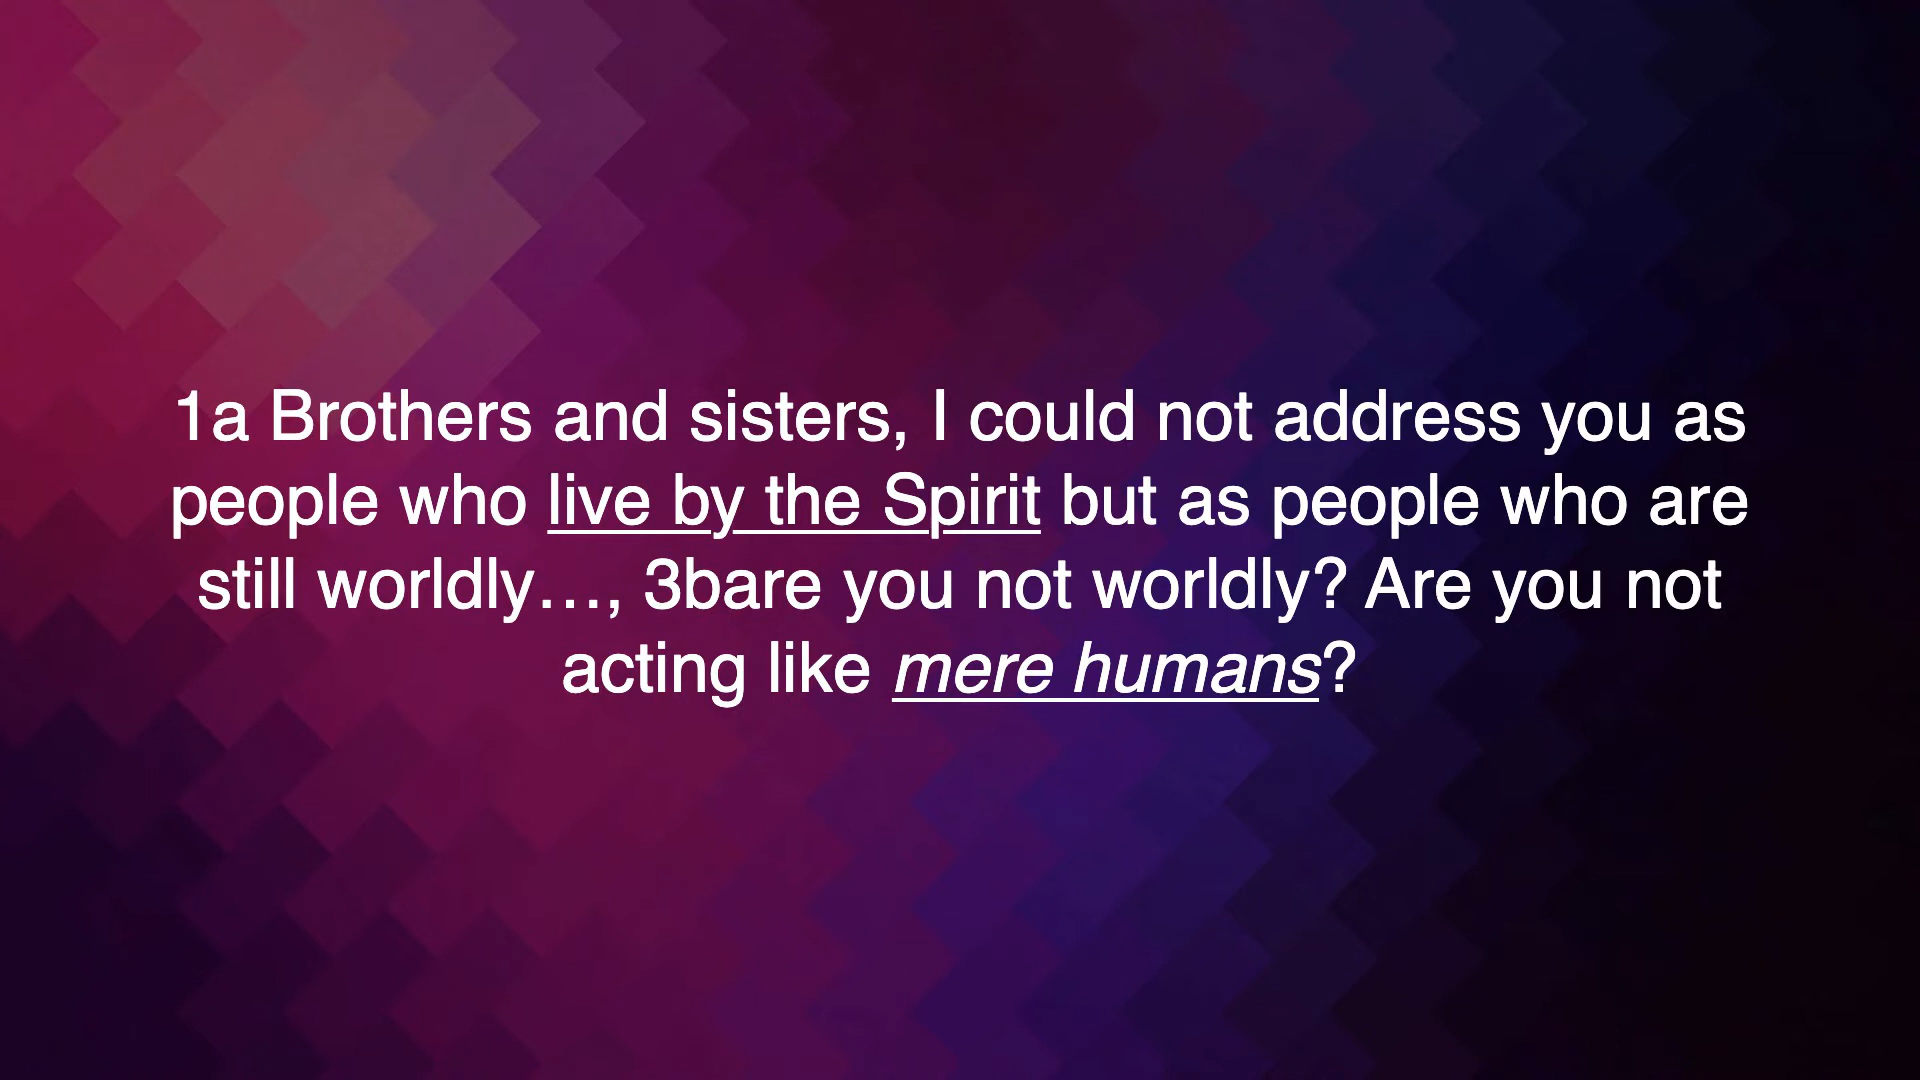 1a Brothers and sisters, I could not address you as
people who live by the Spirit but as people who are
still worldly…, 3bare you not worldly? Are you not
acting like mere humans?